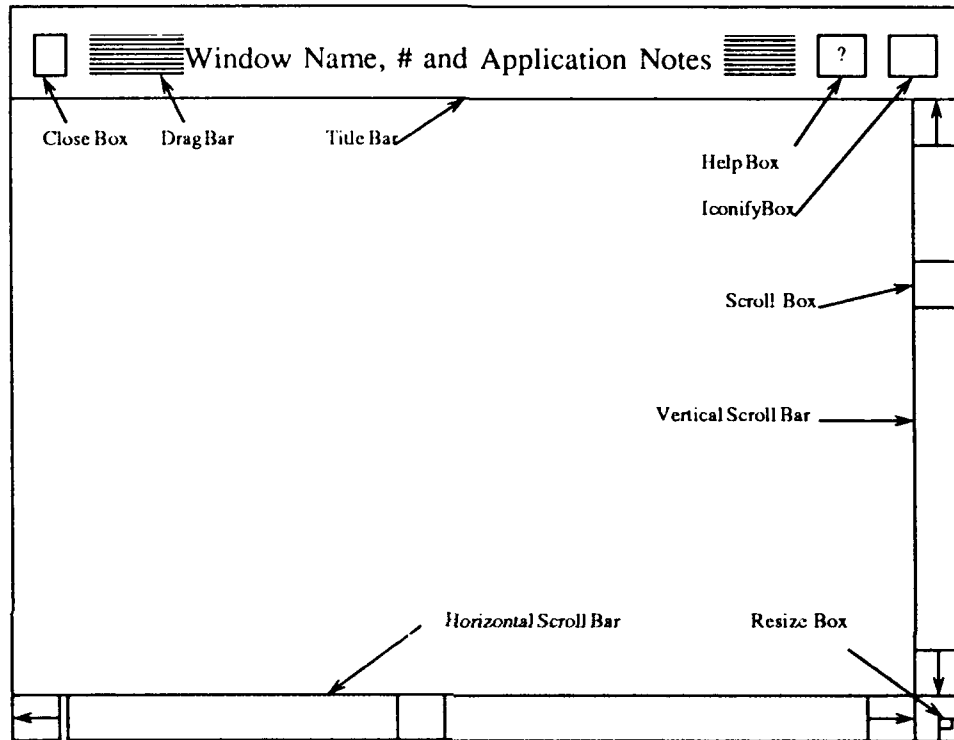 Window Name, # and Application Notes ?
Close Box Drag Bar Title Bar
Help Box
IconifyBox
Scroll Box
Vertical Scroll Bar
Horizontal Scroll Bar Resize Box